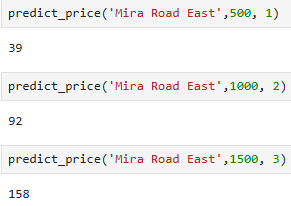 predict_price('Mira Road East',500, 1)
39
predict_price('Mira Road East',1000, 2)
92
predict_price('Mira Road East',1500, 3)
158